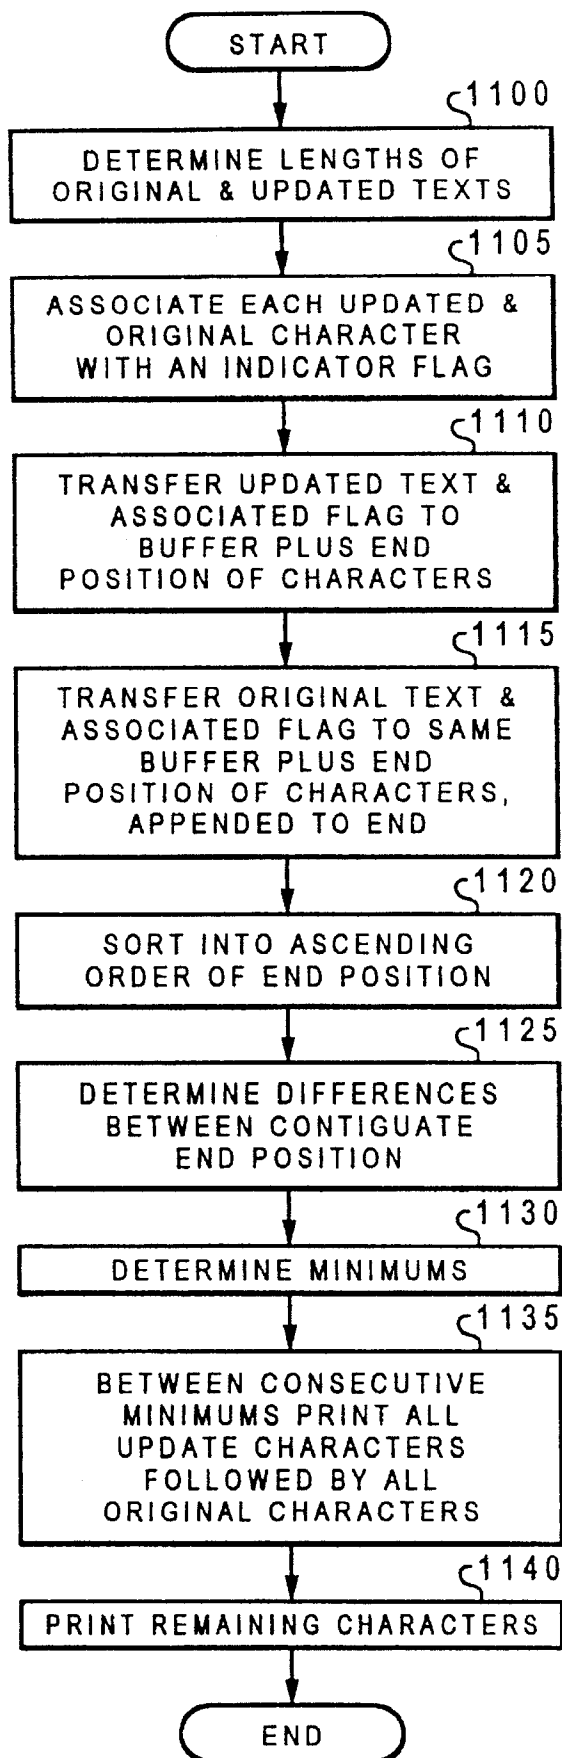 START
1100
DETERMINE LENGTHS OF
ORIGINAL & UPDATED TEXTS
1105
ASSOCIATE EACH UPDATED &
ORIGINAL CHARACTER
WITH AN INDICATOR FLAG
1110
TRANSFER UPDATED TEXT &
ASSOCIATED FLAG TO
BUFFER PLUS END
POSITION OF CHARACTERS
1115
TRANSFER ORIGINAL TEXT &
ASSOCIATED FLAG TO SAME
BUFFER PLUS END
POSITION OF CHARACTERS,
APPENDED TO END
1120
SORT INTO ASCENDING
ORDER OF END POSITION
1125
DETERMINE DIFFERENCES
BETWEEN CONTIGUATE
END POSITION
1130
DETERMINE MINIMUMS
1135
BETWEEN CONSECUTIVE
MINIMUMS PRINT ALL
UPDATE CHARACTERS
FOLLOWED BY ALL
ORIGINAL CHARACTERS
1140
PRINT REMAINING CHARACTERS
END